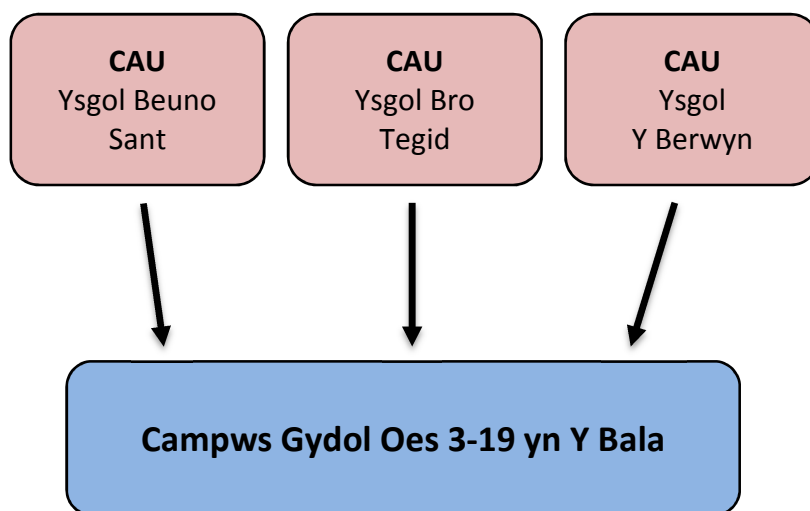 CAU
Ysgol Beuno
Sant
CAU
Ysgol Bro
Tegid
CAU
Ysgol
Y Berwyn
Campws Gydol Oes 3-19 yn Y Bala